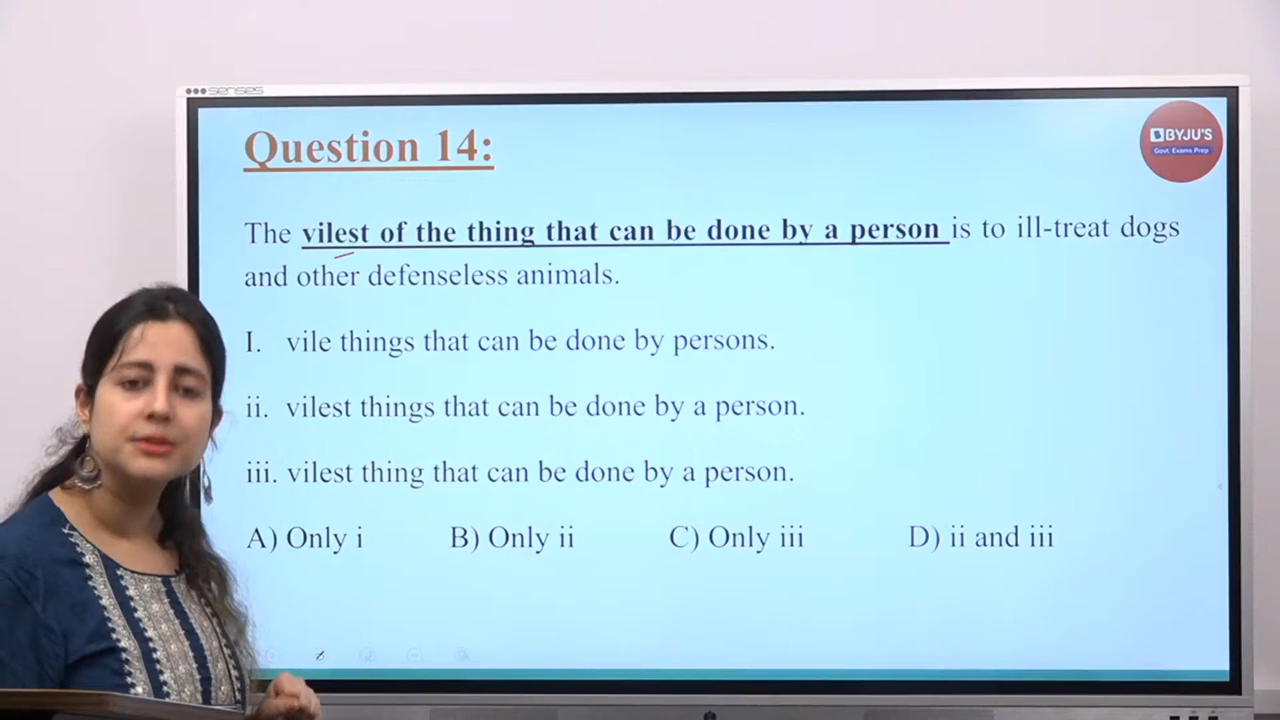 senses
BYJU'S
Govt. Exams Prep
Question 14:
The vilest of the thing that can be done by a person is to ill-treat dogs
and other defenseless animals.
I. vile things that can be done by persons.
ii. vilest things that can be done by a person.
iii. vilest thing that can be done by a person.
A) Only i B) Only ii C) Only iii D) ii and iii